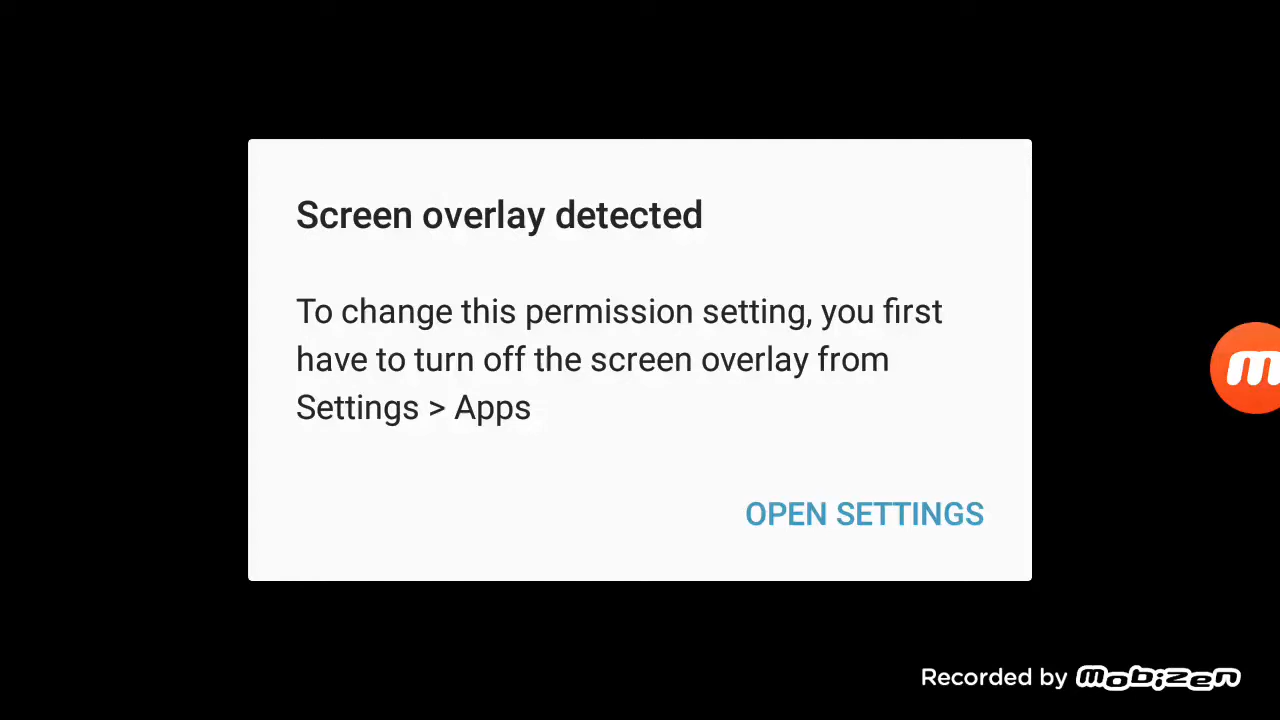 Screen overlay detected
To change this permission setting, you first
have to turn off the screen overlay from
Settings > Apps
OPEN SETTINGS
m
Recorded by mobizen